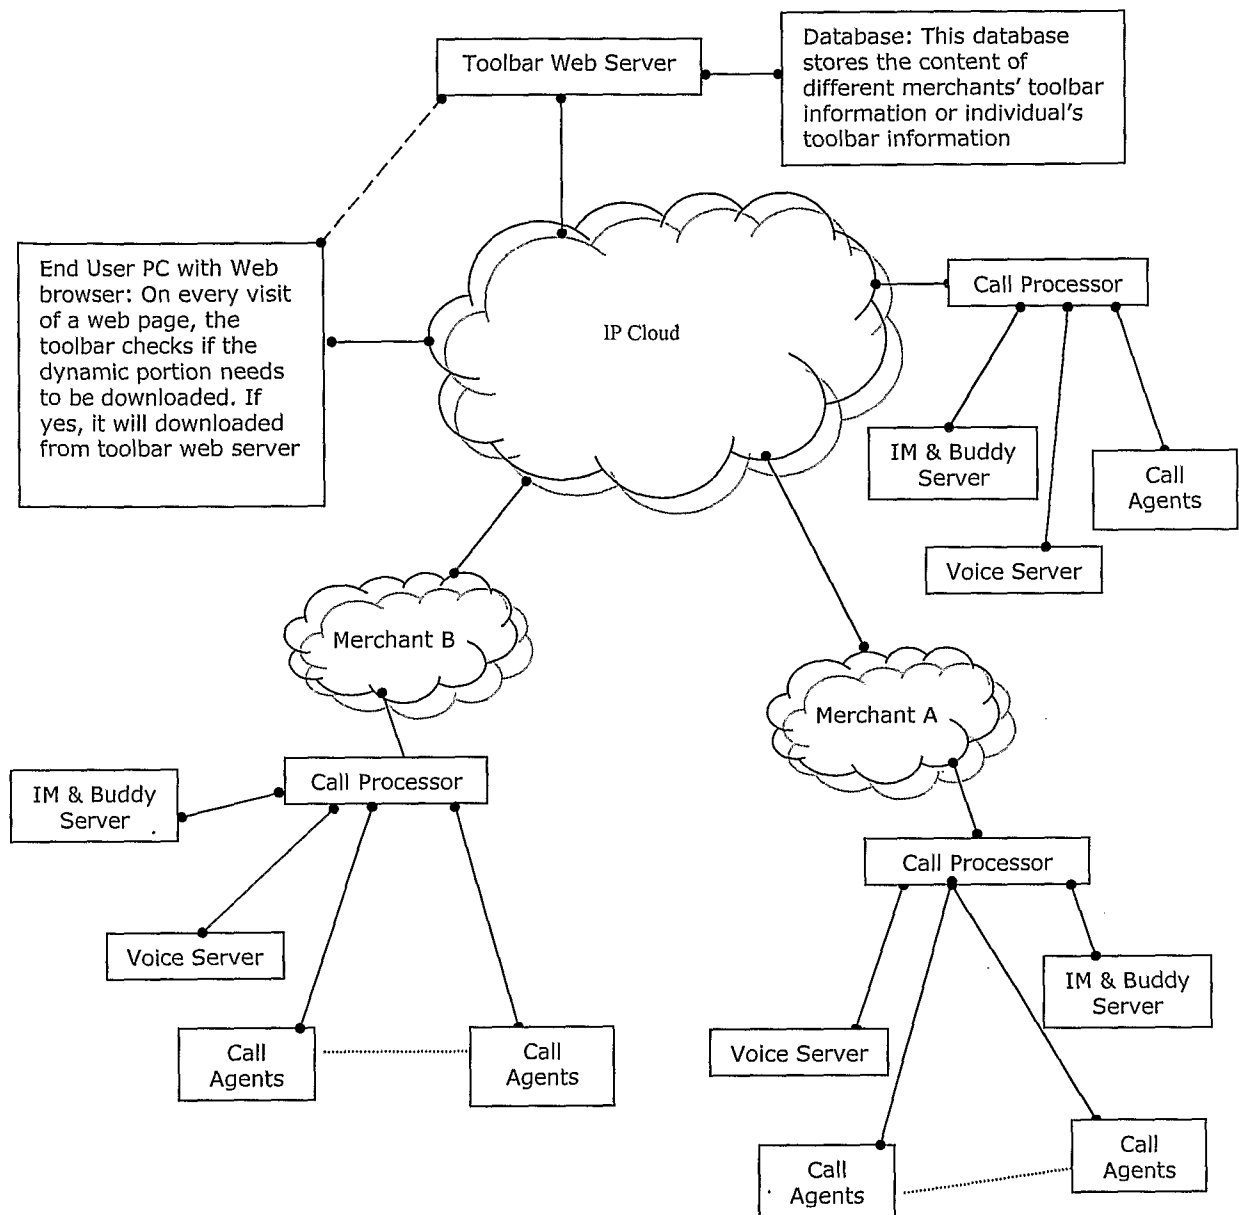 Toolbar Web Server
Database: This database
stores the content of
different merchants' toolbar
information or individual's
toolbar information
End User PC with Web
browser: On every visit
of a web page, the
toolbar checks if the
dynamic portion needs
to be downloaded. If
yes, it will downloaded
from toolbar web server
IP Cloud
Call Processor
IM & Buddy
Server
Call
Agents
Voice Server
Merchant B
Merchant A
Call Processor
IM & Buddy
Server
Voice Server
Call
Agents
Call
Agents
Call Processor
IM & Buddy
Server
Voice Server
Call
Agents
Call
Agents